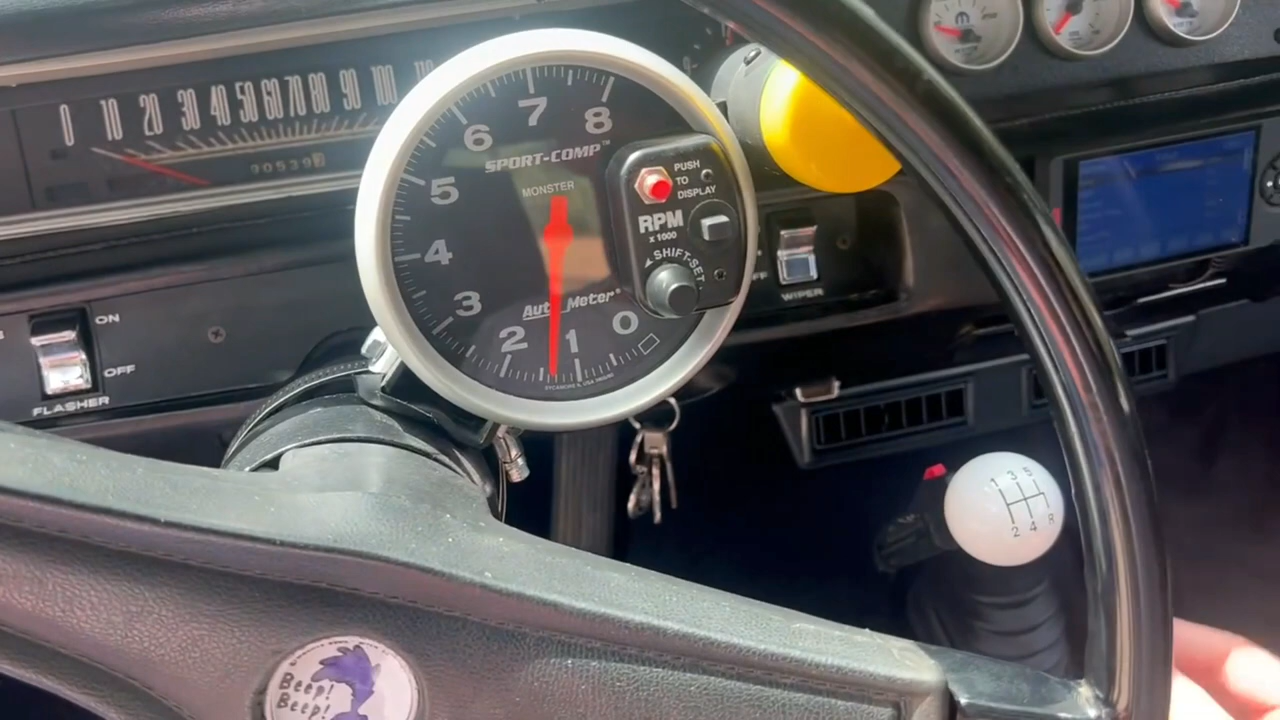 0 10 20 30 40 50 60 70 80 90 100 110
ON
OFF
FLASHER
7
8
6
5
4
3
2
1
0
SPORT-COMP™
MONSTER
PUSH
TO
DISPLAY
RPM
x 1000
SHIFT-SET
Auto Meter®
WIPER
1 3 5
2 4 R
Beep!
Beep!